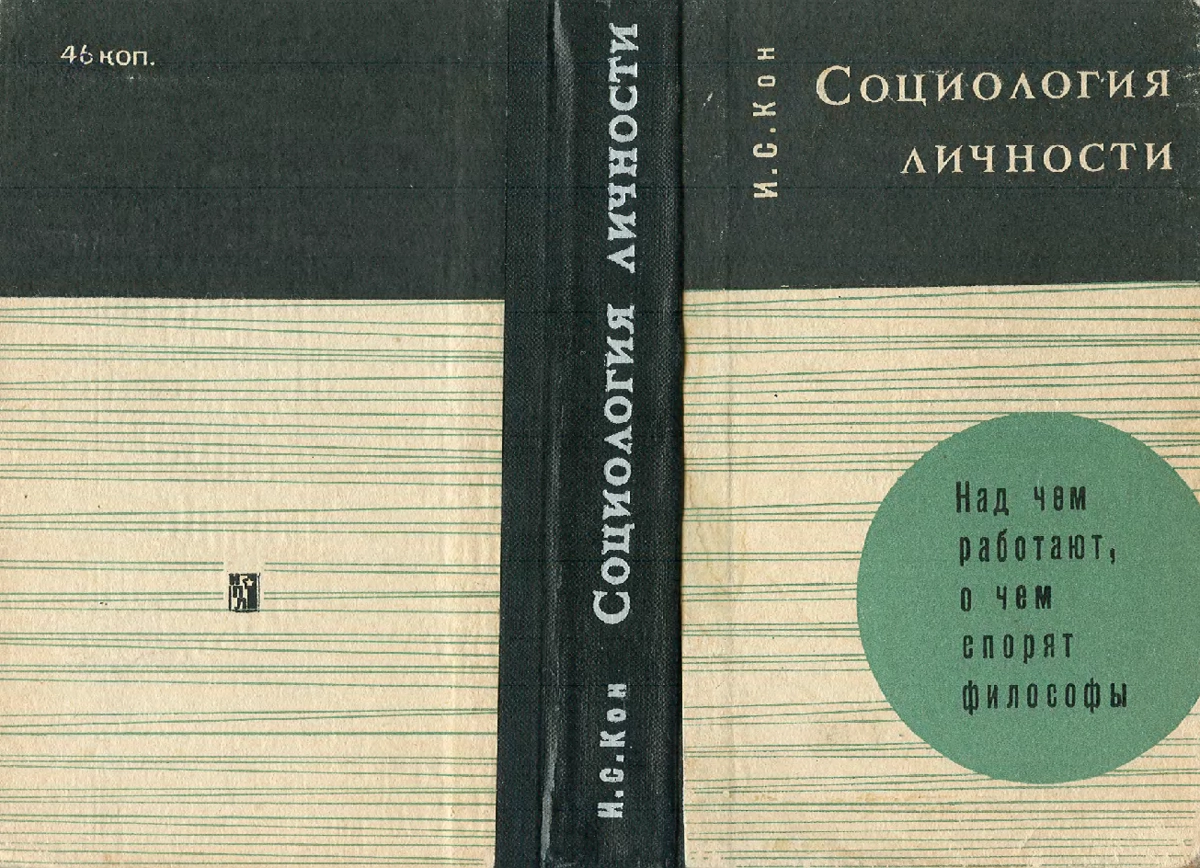 46 коп.
И.С.Кон Социология личности
И.С.Кон
Социология
личности
Над чем
работают,
о чем
спорят
философы